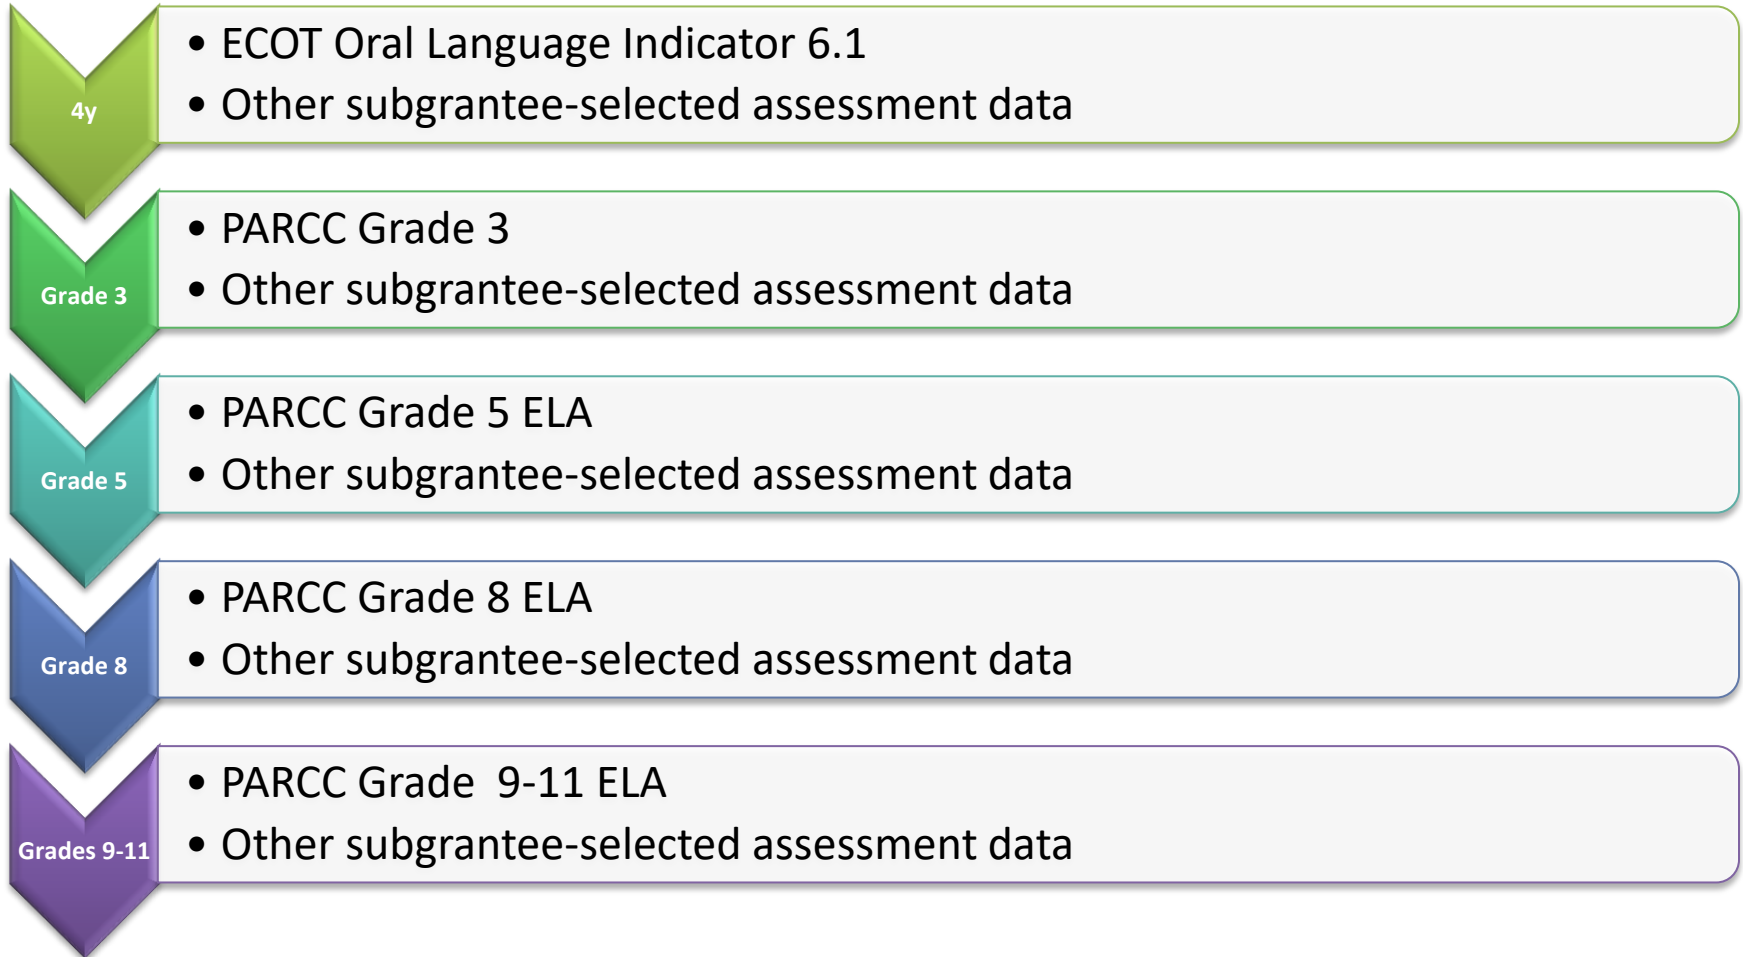 4y
• ECOT Oral Language Indicator 6.1
• Other subgrantee-selected assessment data
Grade 3
• PARCC Grade 3
• Other subgrantee-selected assessment data
Grade 5
• PARCC Grade 5 ELA
• Other subgrantee-selected assessment data
Grade 8
• PARCC Grade 8 ELA
• Other subgrantee-selected assessment data
Grades 9-11
• PARCC Grade  9-11 ELA
• Other subgrantee-selected assessment data